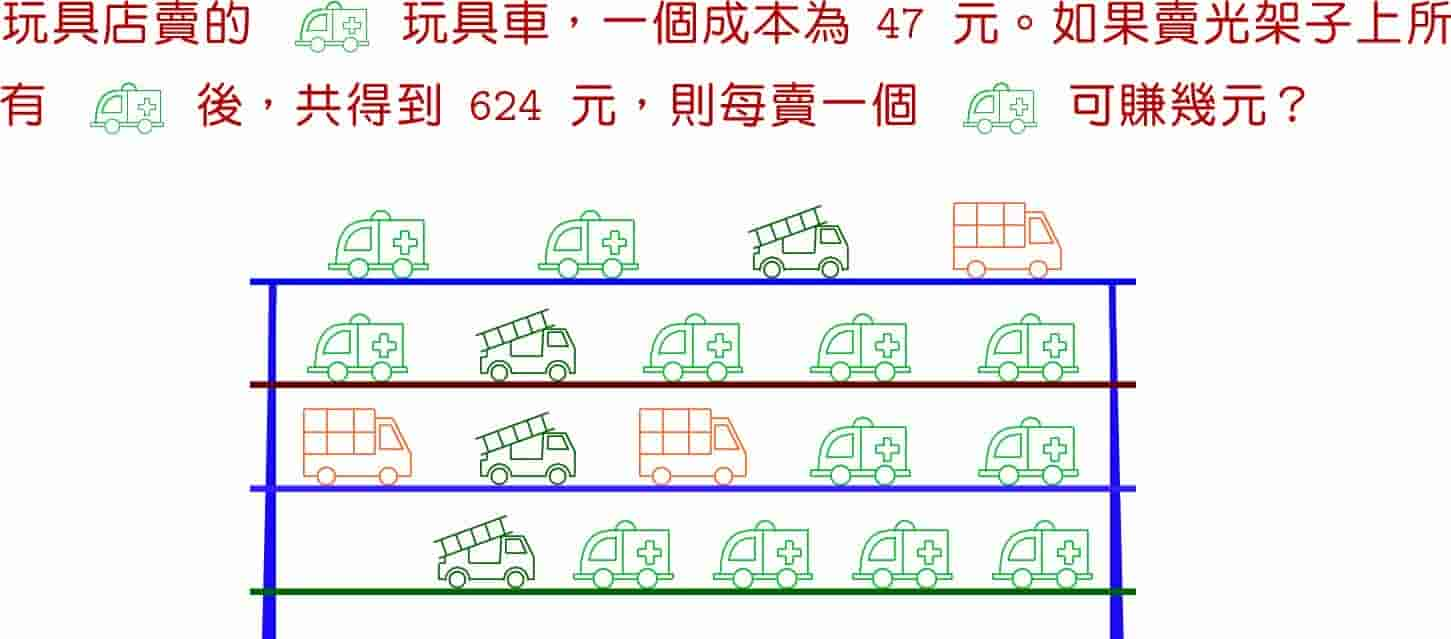 玩具店賣的 玩具車，一個成本為 47 元。如果賣光架子上所
有 後，共得到 624 元，則每賣一個 可賺幾元？